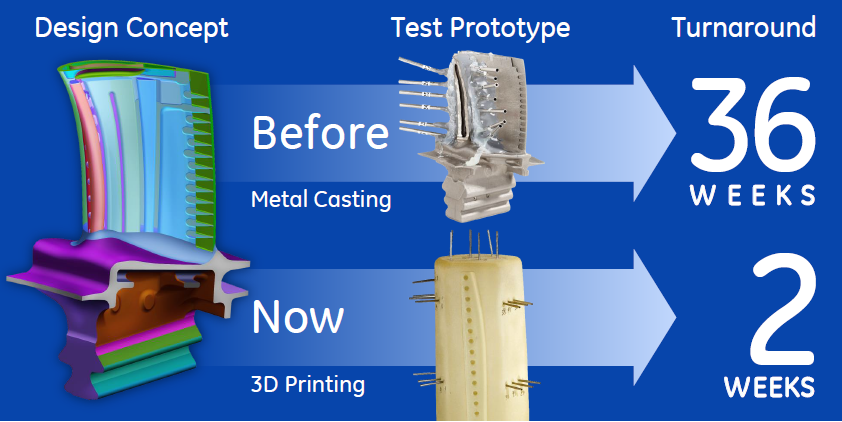 Design Concept
Test Prototype
Turnaround
Before
Metal Casting
36
WEEKS
Now
3D Printing
2
WEEKS